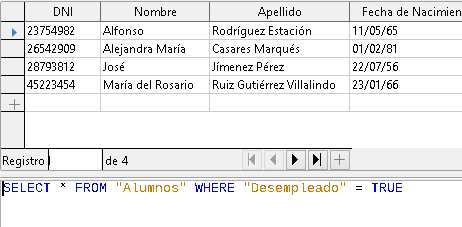 DNI Nombre Apellido Fecha de Nacimien
23754982 Alfonso Rodríguez Estación 11/05/65
26542909 Alejandra María Casares Marqués 01/02/81
28793812 José Jímenez Pérez 22/07/56
45223454 María del Rosario Ruiz Gutiérrez Villalindo 23/01/66
Registro de 4
SELECT * FROM "Alumnos" WHERE "Desempleado" = TRUE